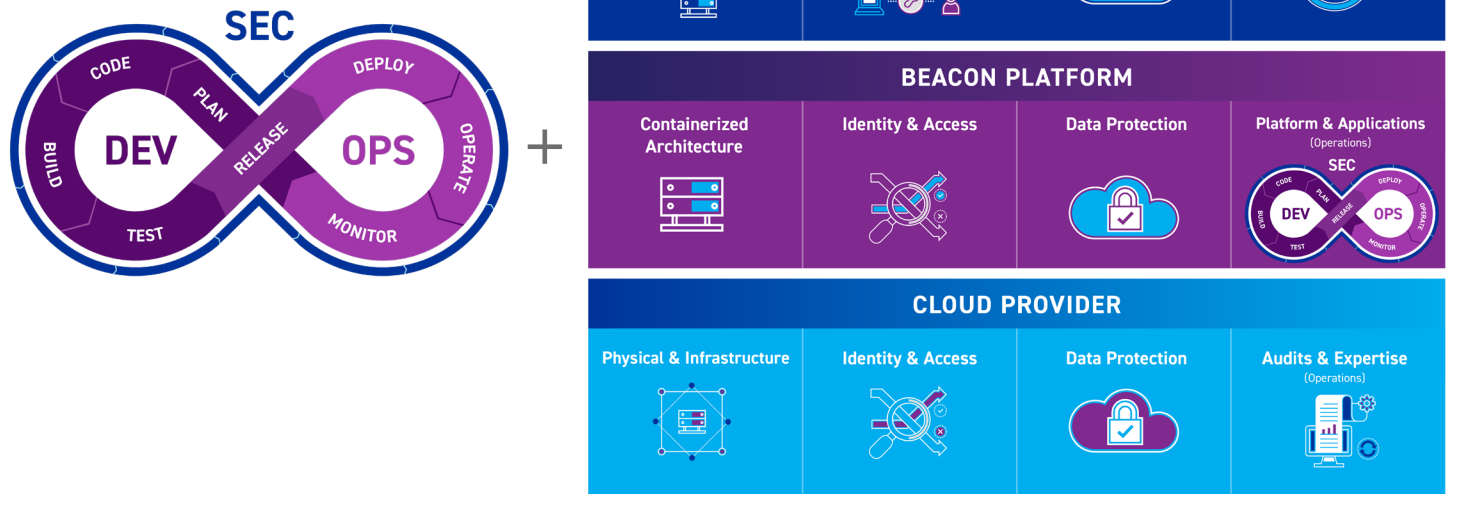 SEC
CODE
PLAN
BUILD
TEST
DEV
RELEASE
DEPLOY
OPERATE
MONITOR
OPS
+
BEACON PLATFORM
Containerized
Architecture
Identity & Access
Data Protection
Platform & Applications
(Operations)
SEC
CODE
PLAN
BUILD
TEST
DEV
RELEASE
DEPLOY
OPERATE
MONITOR
OPS
CLOUD PROVIDER
Physical & Infrastructure
Identity & Access
Data Protection
Audits & Expertise
(Operations)